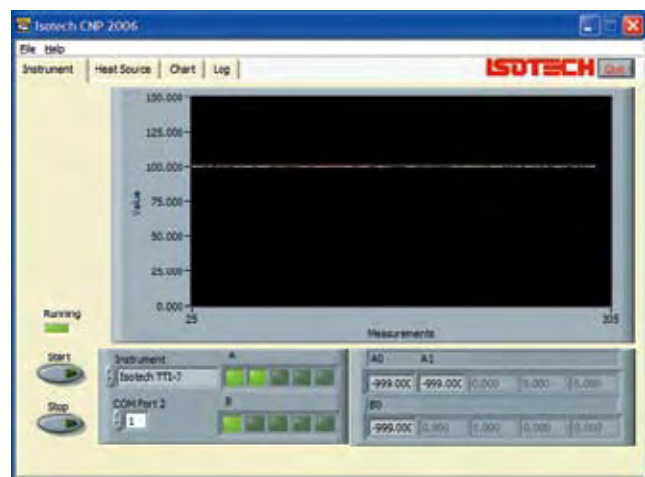 Isotech CNP 2006
File Help
Instrument Heat Source Chart Log ISOTECH Quit
150.000
125.000
100.000
75.000
50.000
25.000
0.000
Value
25 205
Measurements
Running
Start
Stop
Instrument A
Isotech TTI-7
COM Port 2 B
1
A0 A1
-999.00( -999.00( 0.000 0.000 0.000
B0
-999.00( 0.000 0.000 0.000 0.000